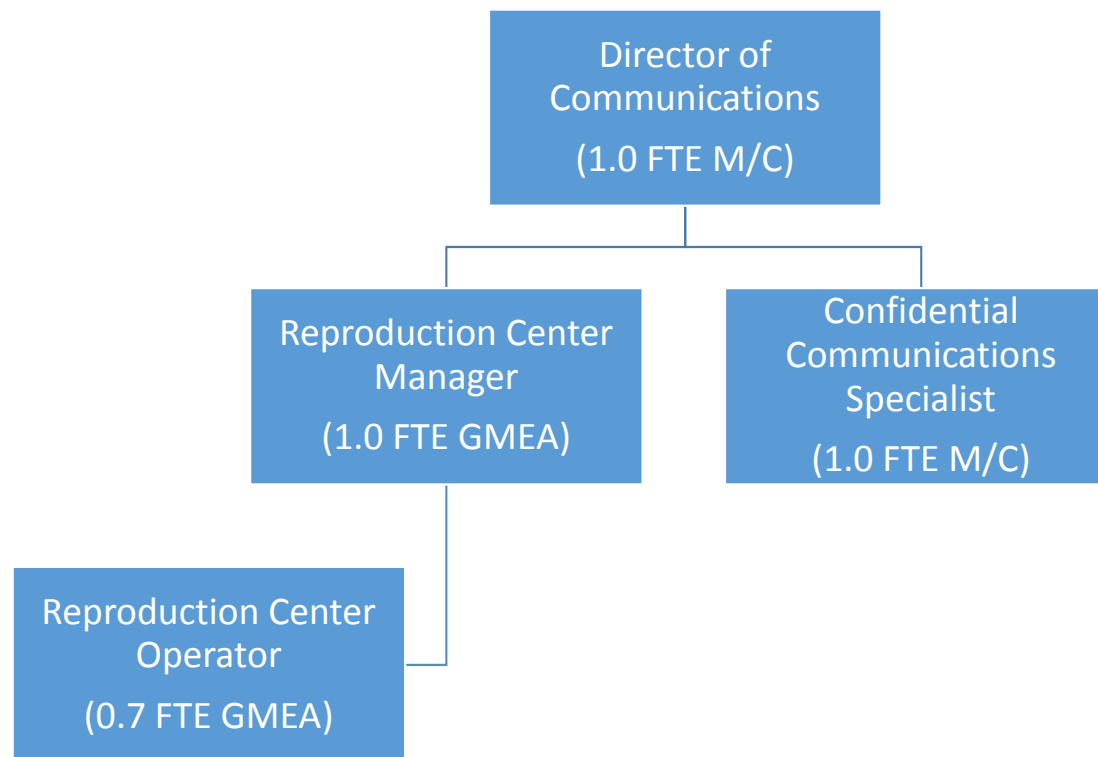 Director of
Communications
(1.0 FTE M/C)
Reproduction Center
Manager
(1.0 FTE GMEA)
Confidential
Communications
Specialist
(1.0 FTE M/C)
Reproduction Center
Operator
(0.7 FTE GMEA)